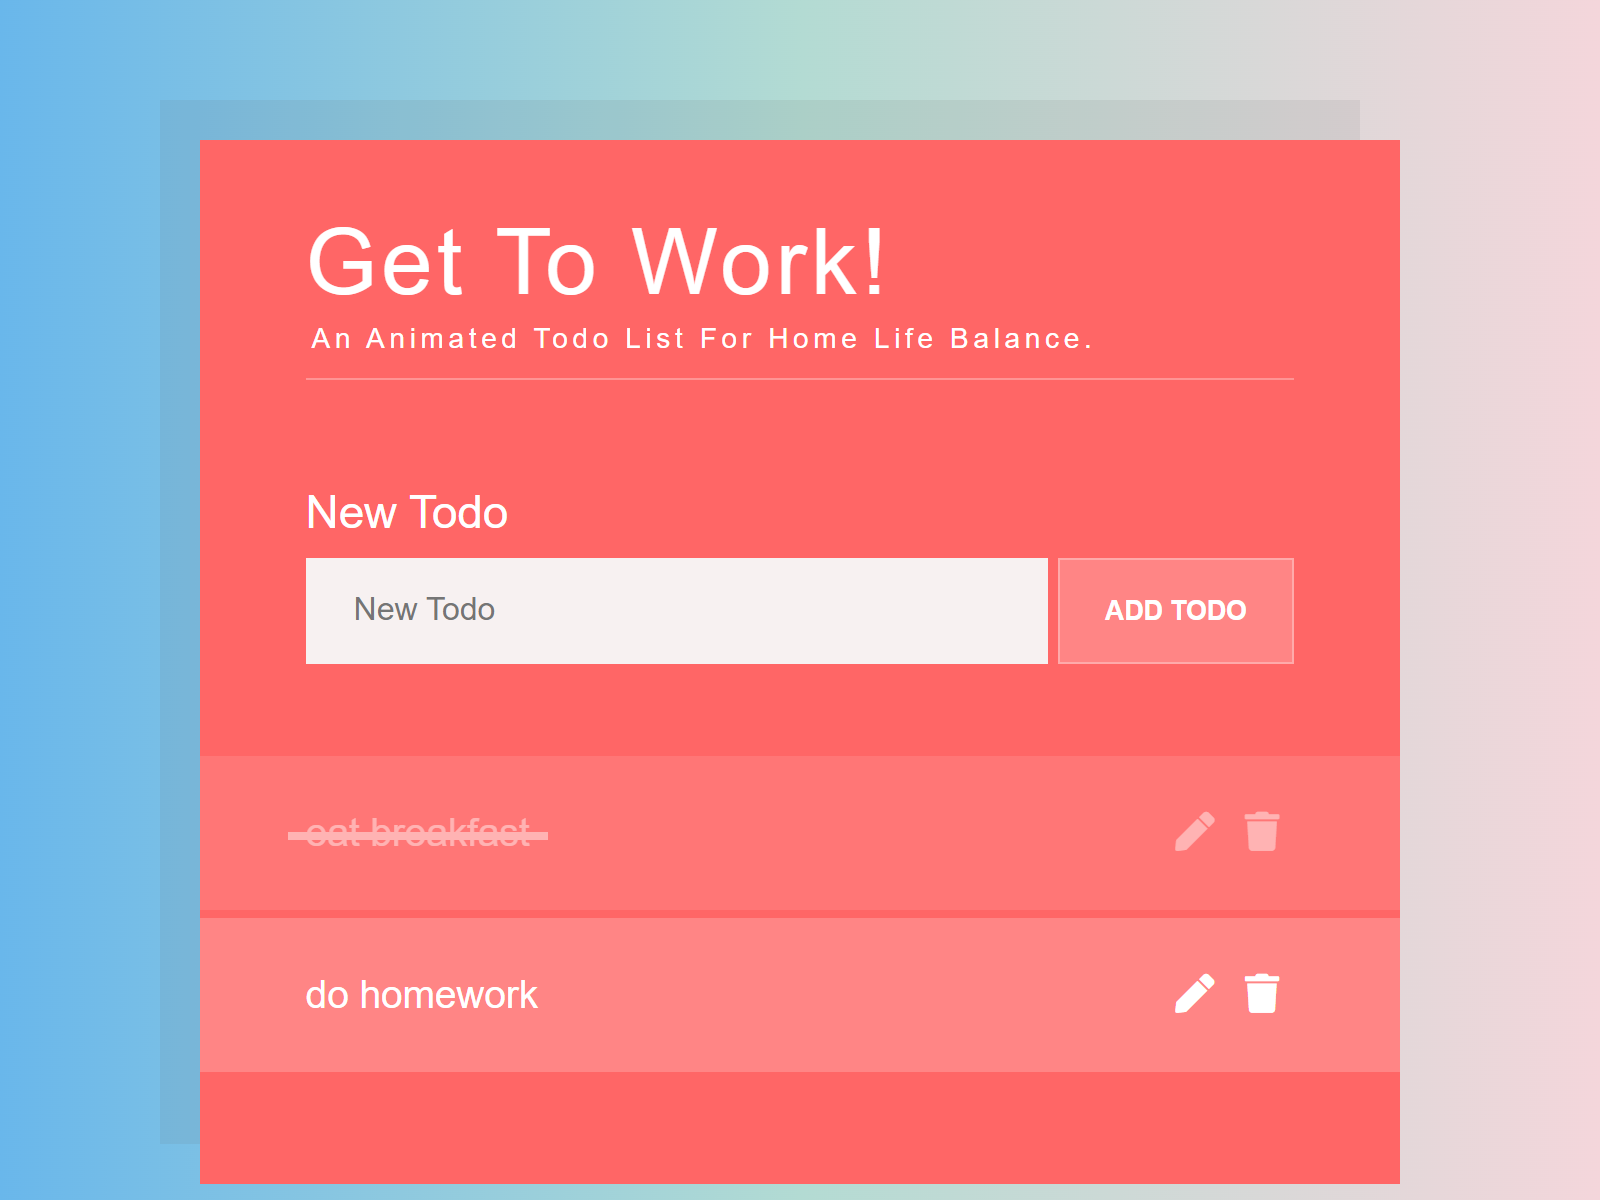 Get To Work!
An Animated Todo List For Home Life Balance.
New Todo
New Todo
ADD TODO
eat breakfast
do homework